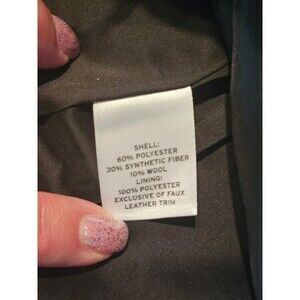 SHELL:
60% POLYESTER
30% SYNTHETIC FIBER
10% WOOL
LINING:
100% POLYESTER
EXCLUSIVE OF FAUX
LEATHER TRIM